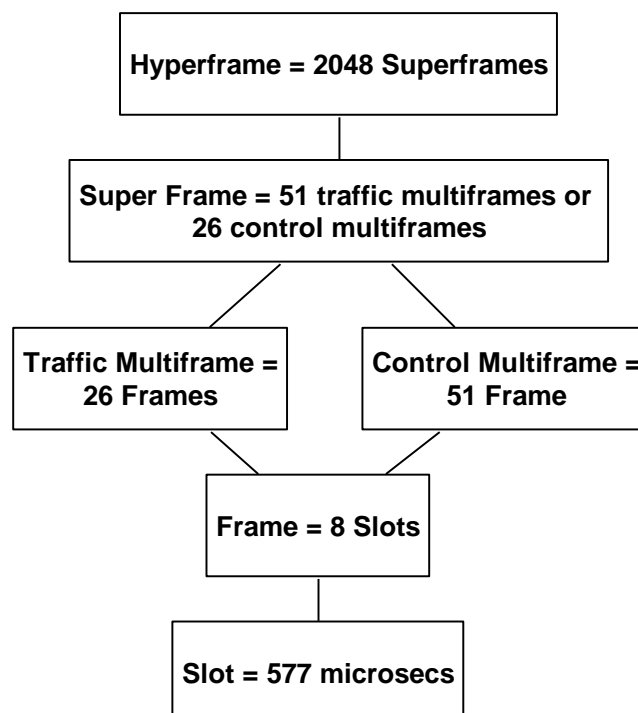 Hyperframe = 2048 Superframes
Super Frame = 51 traffic multiframes or
26 control multiframes
Traffic Multiframe =
26 Frames
Control Multiframe =
51 Frame
Frame = 8 Slots
Slot = 577 microsecs